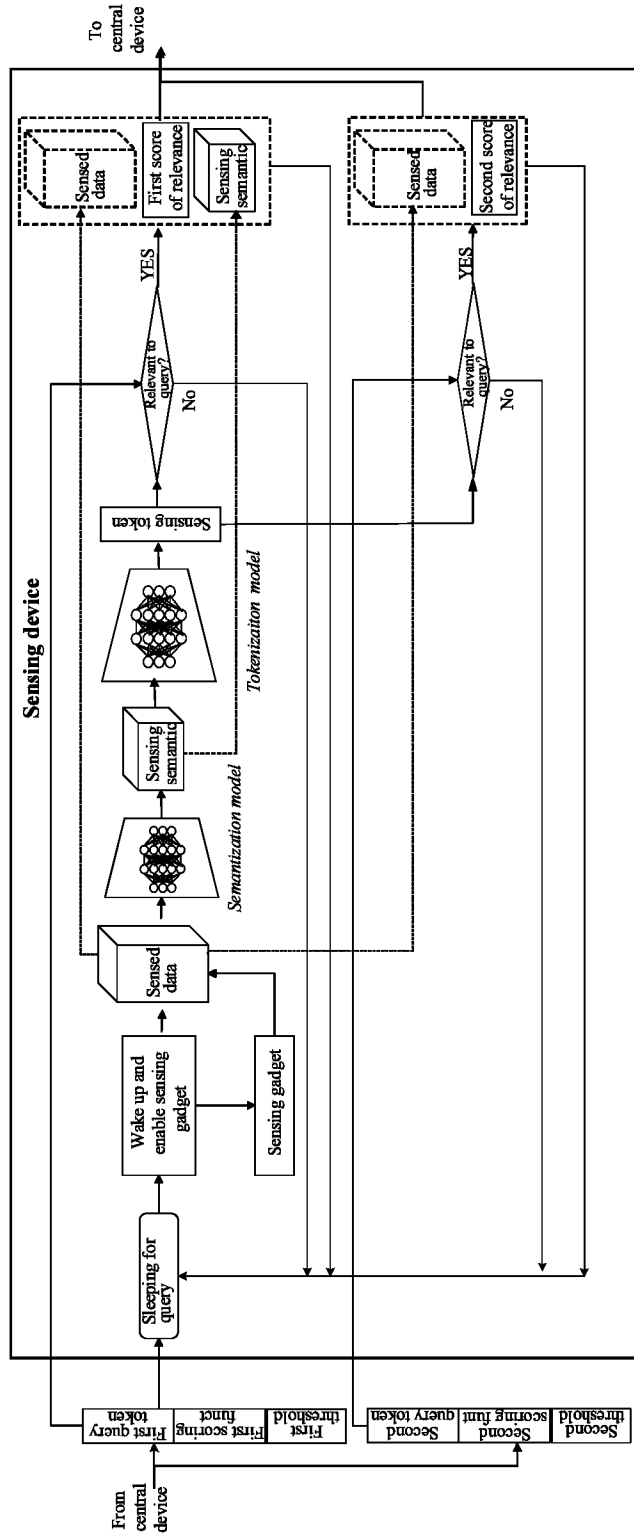 Sensing device
From
central
device
First query
token
First scoring
funct
First
threshold
Second
query token
Second
scoring funt
Second
threshold
Sleeping for
query
Wake up and
enable sensing
gadget
Sensing gadget
Sensed
data
Semantization model
Sensing
semantic
Tokenizaiton model
Sensing token
Relevant to
query?
YES
No
Sensed
data
First score
of relevance
Sensing
semantic
To
central
device
Relevant to
query?
YES
No
Sensed
data
Second score
of relevance